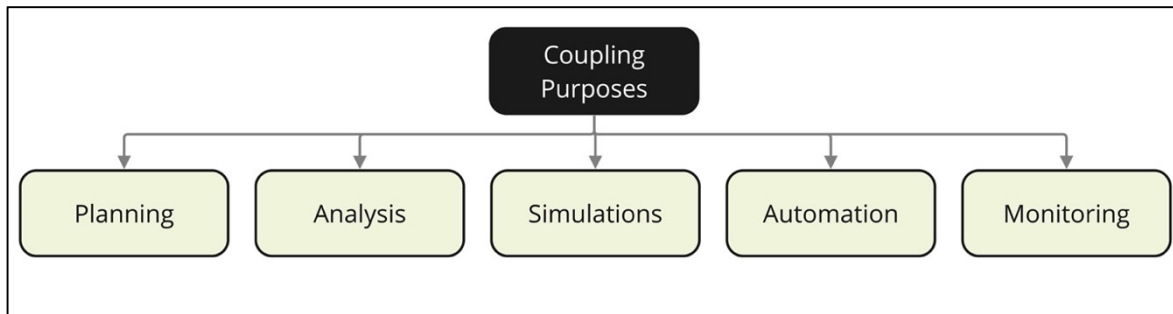 Coupling
Purposes
Planning
Analysis
Simulations
Automation
Monitoring